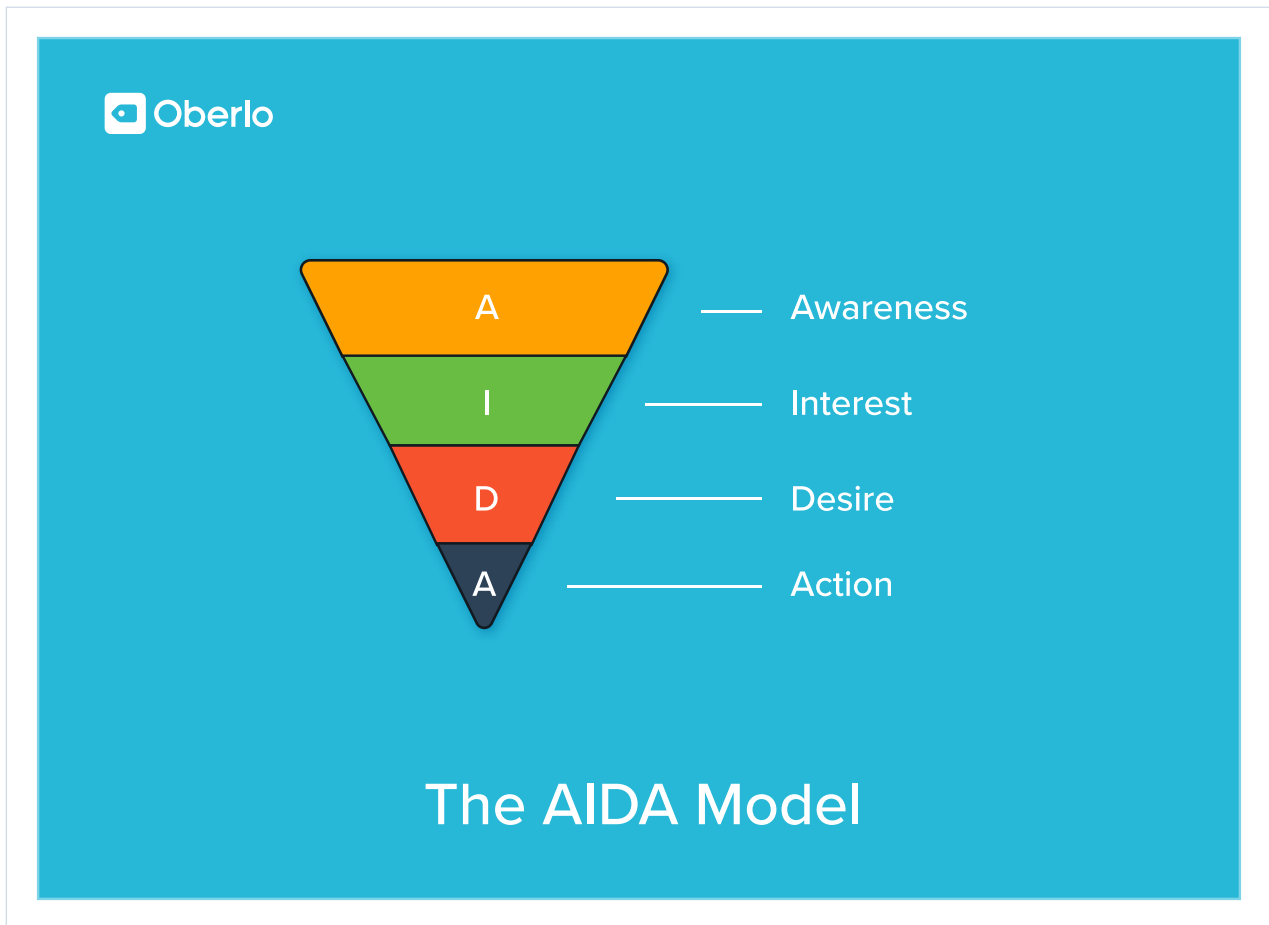 Oberlo
A Awareness
I Interest
D Desire
A Action
The AIDA Model